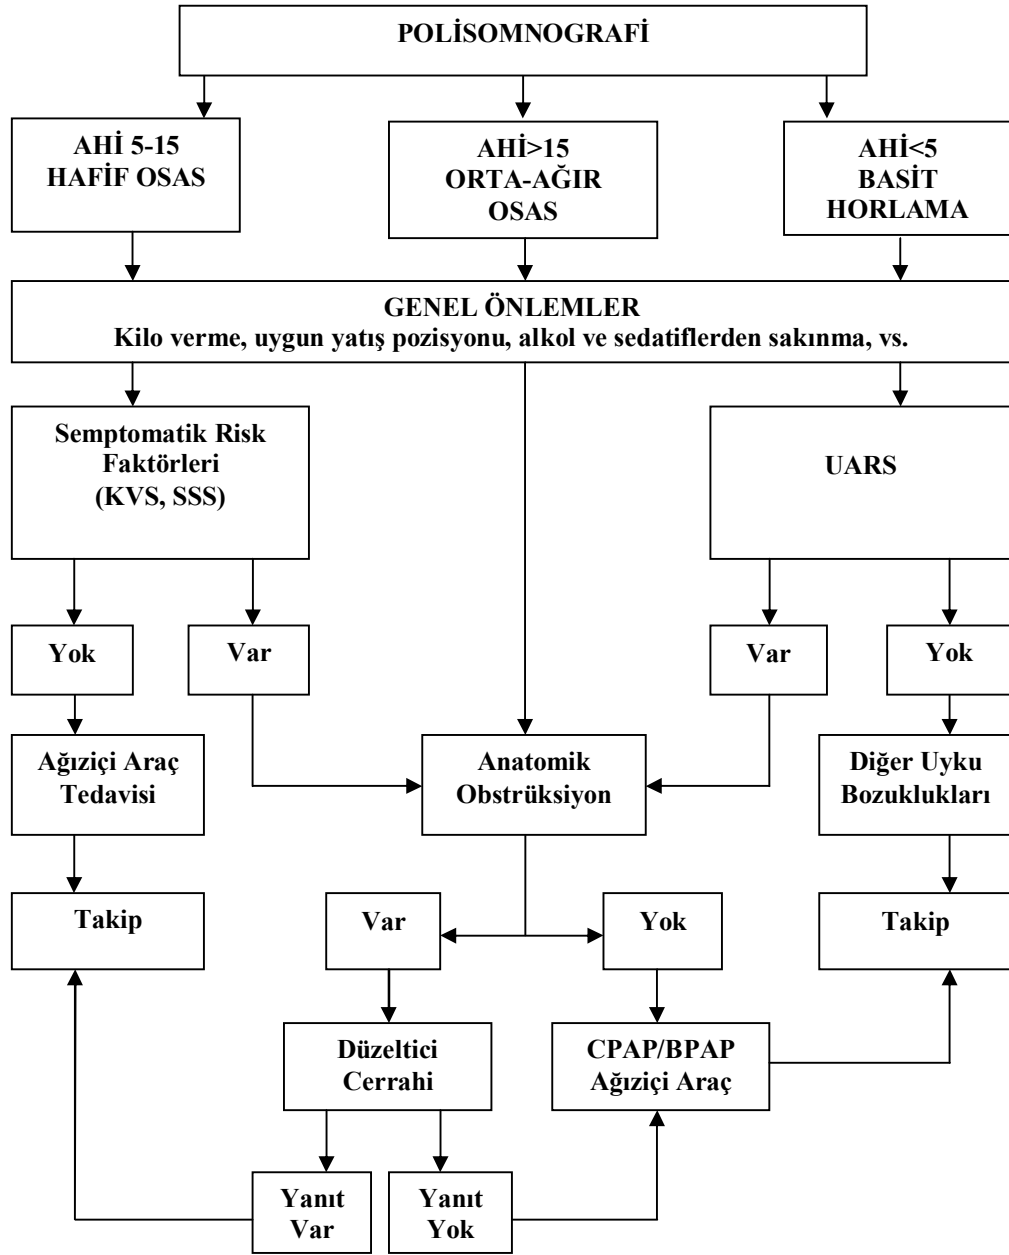 POLİSOMNOGRAFİ
AHİ 5-15
HAFİF OSAS
AHİ>15
ORTA-AĞIR
OSAS
AHİ<5
BASİT
HORLAMA
GENEL ÖNLEMLER
Kilo verme, uygun yatış pozisyonu, alkol ve sedatiflerden sakınma, vs.
Semptomatik Risk
Faktörleri
(KVS, SSS)
UARS
Yok
Var
Var
Yok
Ağıziçi Araç
Tedavisi
Anatomik
Obstrüksiyon
Diğer Uyku
Bozuklukları
Takip
Var
Yok
Takip
Düzeltici
Cerrahi
CPAP/BPAP
Ağıziçi Araç
Yanıt
Var
Yanıt
Yok